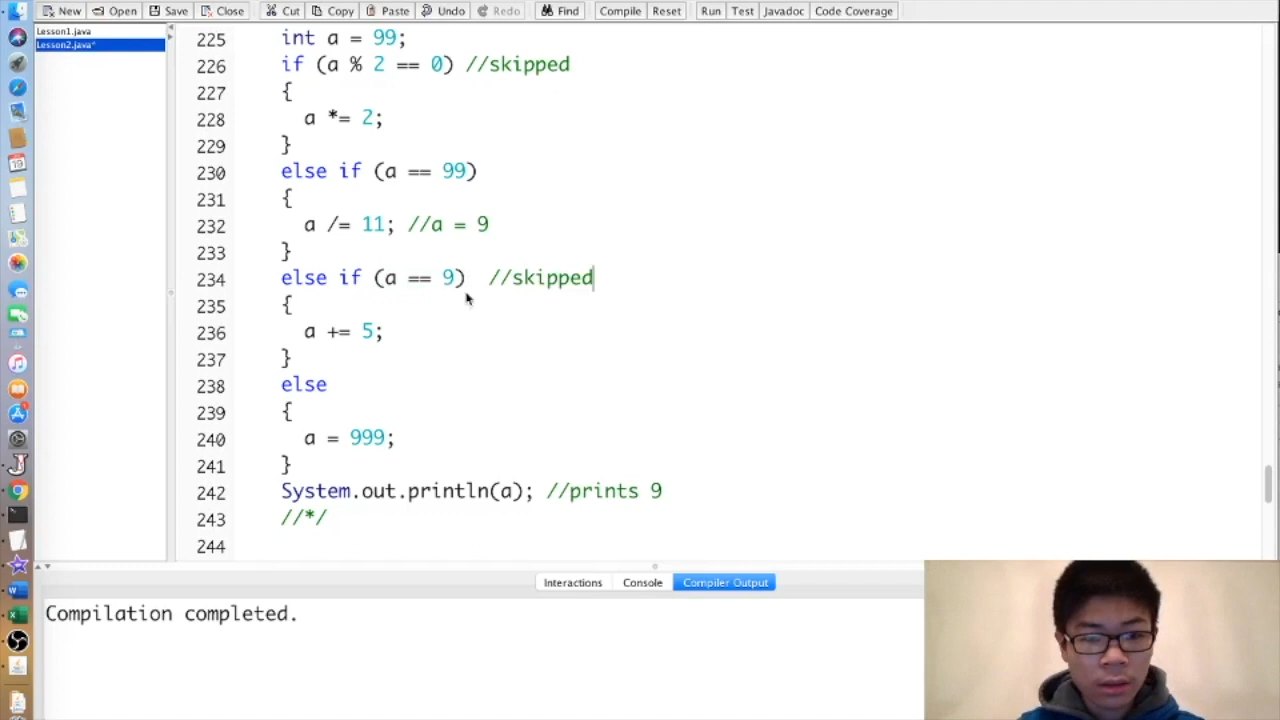 New Open Save Close Cut Copy Paste Undo Redo Find Compile Reset Run Test Javadoc Code Coverage
Lesson1.java
Lesson2.java*
225 int a = 99;
226 if (a % 2 == 0) //skipped
227 {
228 a *= 2;
229 }
230 else if (a == 99)
231 {
232 a /= 11; //a = 9
233 }
234 else if (a == 9) //skipped
235 {
236 a += 5;
237 }
238 else
239 {
240 a = 999;
241 }
242 System.out.println(a); //prints 9
243 //*/
244
Interactions Console Compiler Output
Compilation completed.